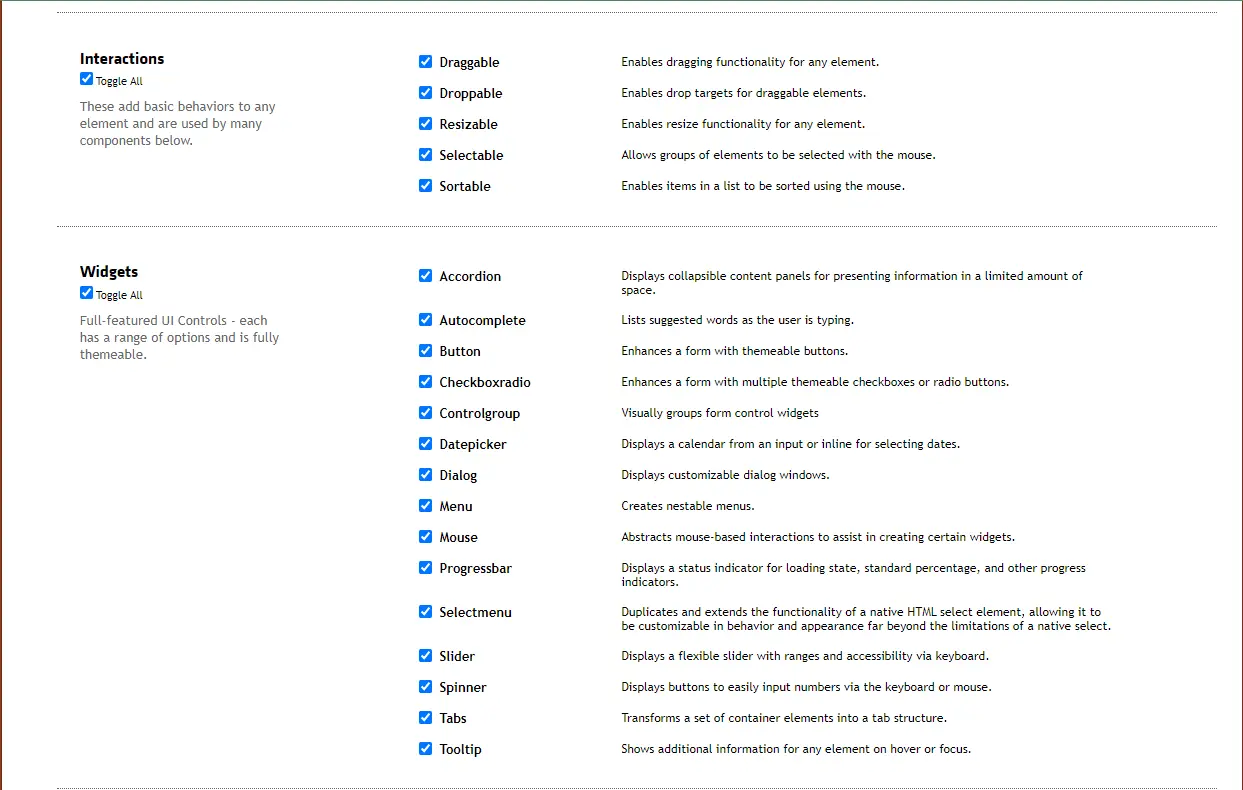 Interactions
Toggle All
These add basic behaviors to any
element and are used by many
components below.
Draggable
Enables dragging functionality for any element.
Droppable
Enables drop targets for draggable elements.
Resizable
Enables resize functionality for any element.
Selectable
Allows groups of elements to be selected with the mouse.
Sortable
Enables items in a list to be sorted using the mouse.
Widgets
Toggle All
Full-featured UI Controls - each
has a range of options and is fully
themeable.
Accordion
Displays collapsible content panels for presenting information in a limited amount of
space.
Autocomplete
Lists suggested words as the user is typing.
Button
Enhances a form with themeable buttons.
Checkboxradio
Enhances a form with multiple themeable checkboxes or radio buttons.
Controlgroup
Visually groups form control widgets
Datepicker
Displays a calendar from an input or inline for selecting dates.
Dialog
Displays customizable dialog windows.
Menu
Creates nestable menus.
Mouse
Abstracts mouse-based interactions to assist in creating certain widgets.
Progressbar
Displays a status indicator for loading state, standard percentage, and other progress
indicators.
Selectmenu
Duplicates and extends the functionality of a native HTML select element, allowing it to
be customizable in behavior and appearance far beyond the limitations of a native select.
Slider
Displays a flexible slider with ranges and accessibility via keyboard.
Spinner
Displays buttons to easily input numbers via the keyboard or mouse.
Tabs
Transforms a set of container elements into a tab structure.
Tooltip
Shows additional information for any element on hover or focus.